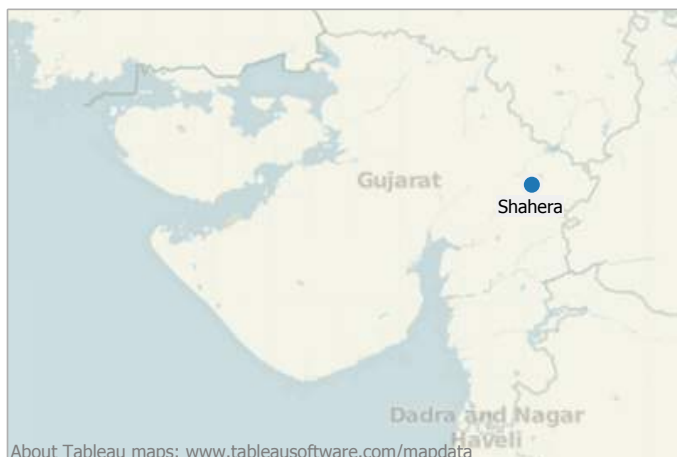 Gujarat
Shahera
Dadra and Nagar
Haveli
About Tableau maps: www.tableausoftware.com/mapdata